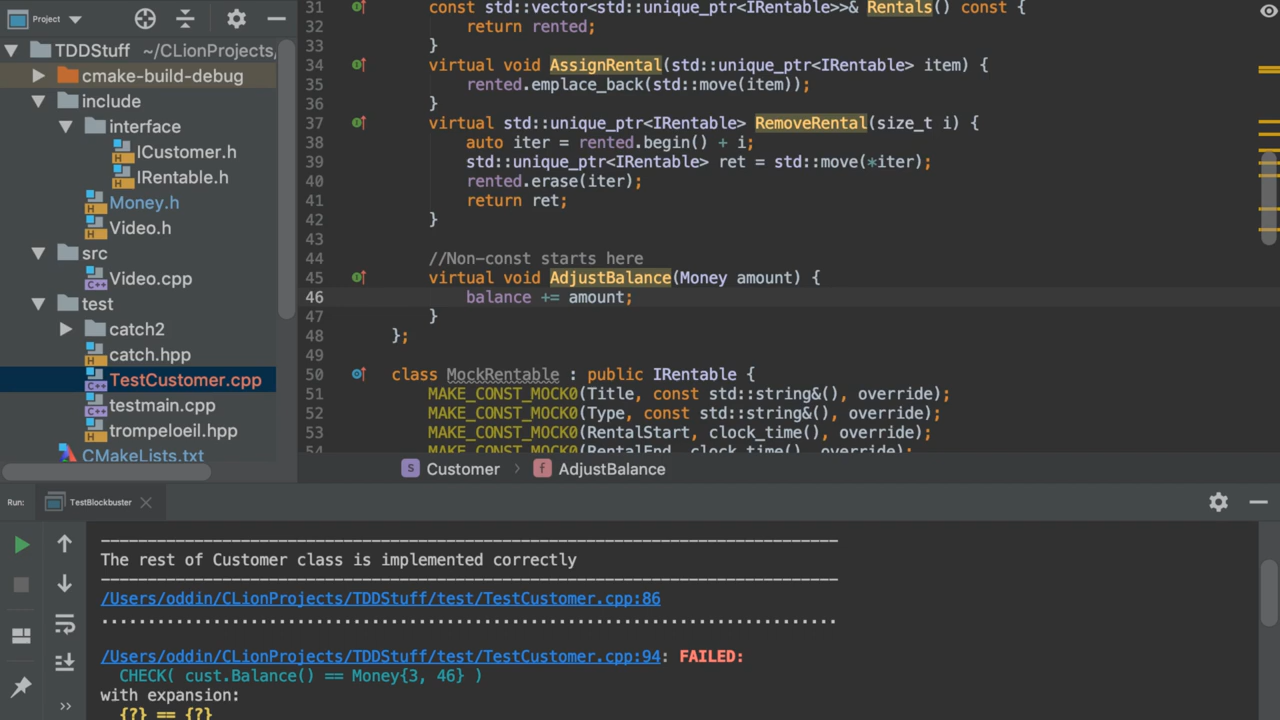 Project
TDDStuff ~/CLionProjects/
cmake-build-debug
include
interface
ICustomer.h
IRentable.h
Money.h
Video.h
src
Video.cpp
test
catch2
catch.hpp
TestCustomer.cpp
testmain.cpp
trompeloeil.hpp
CMakeLists.txt
31 const std::vector<std::unique_ptr<IRentable>>& Rentals() const {
32 return rented;
33 }
34 virtual void AssignRental(std::unique_ptr<IRentable> item) {
35 rented.emplace_back(std::move(item));
36 }
37 virtual std::unique_ptr<IRentable> RemoveRental(size_t i) {
38 auto iter = rented.begin() + i;
39 std::unique_ptr<IRentable> ret = std::move(*iter);
40 rented.erase(iter);
41 return ret;
42 }
43
44 //Non-const starts here
45 virtual void AdjustBalance(Money amount) {
46 balance += amount;
47 }
48 };
49
50 class MockRentable : public IRentable {
51 MAKE_CONST_MOCK0(Title, const std::string&(), override);
52 MAKE_CONST_MOCK0(Type, const std::string&(), override);
53 MAKE_CONST_MOCK0(RentalStart, clock_time(), override);
54 MAKE_CONST_MOCK0(RentalEnd, clock_time(), override);
S Customer > f AdjustBalance
Run: TestBlockbuster
The rest of Customer class is implemented correctly
/Users/oddin/CLionProjects/TDDStuff/test/TestCustomer.cpp:86
/Users/oddin/CLionProjects/TDDStuff/test/TestCustomer.cpp:94: FAILED:
CHECK( cust.Balance() == Money{3, 46} )
with expansion:
{?} == {?}